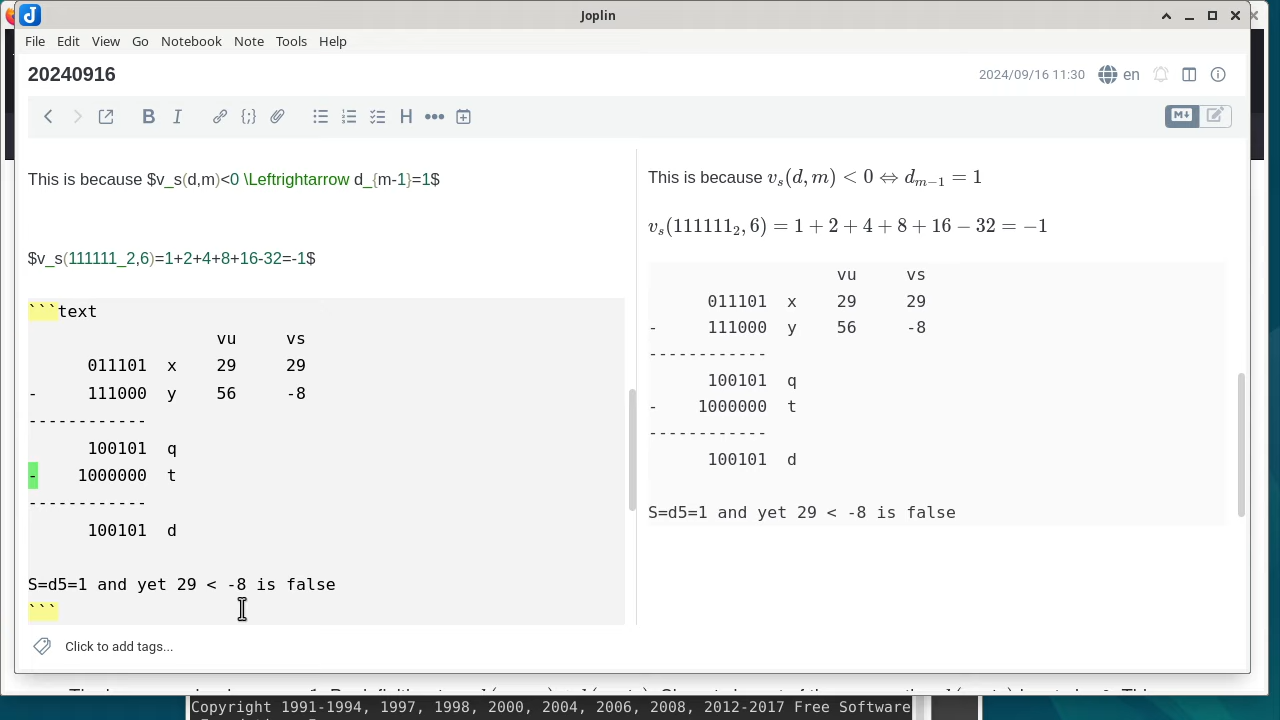 Joplin
File Edit View Go Notebook Note Tools Help
20240916
2024/09/16 11:30 en
This is because $v_s(d,m)<0 \Leftrightarrow d_{m-1}=1$
$v_s(111111_2,6)=1+2+4+8+16-32=-1$
```text
vu vs
011101 x 29 29
- 111000 y 56 -8
------------
100101 q
- 1000000 t
------------
100101 d
S=d5=1 and yet 29 < -8 is false
```
This is because v_s(d, m) < 0 ⇔ d_{m−1} = 1
v_s(111111_2, 6) = 1 + 2 + 4 + 8 + 16 − 32 = −1
vu vs
011101 x 29 29
- 111000 y 56 -8
------------
100101 q
- 1000000 t
------------
100101 d
S=d5=1 and yet 29 < -8 is false
Click to add tags...
Copyright 1991-1994, 1997, 1998, 2000, 2004, 2006, 2008, 2012-2017 Free Software